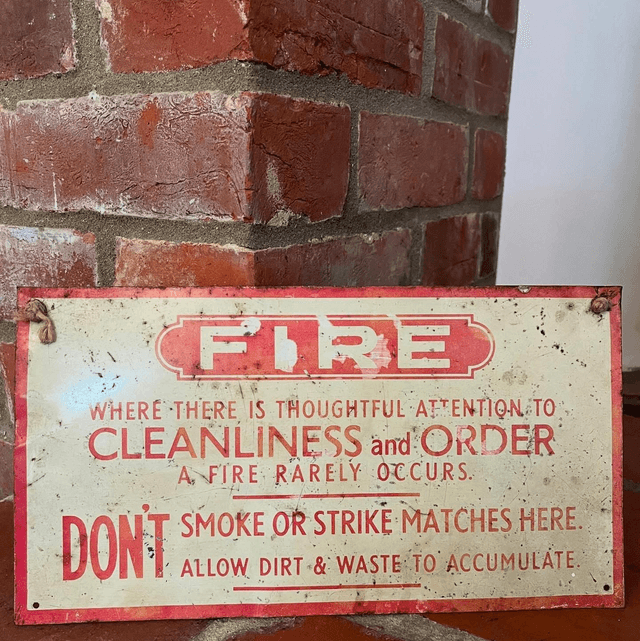 FIRE
WHERE THERE IS THOUGHTFUL ATTENTION TO
CLEANLINESS and ORDER
A FIRE RARELY OCCURS.
DON'T SMOKE OR STRIKE MATCHES HERE.
ALLOW DIRT & WASTE TO ACCUMULATE.